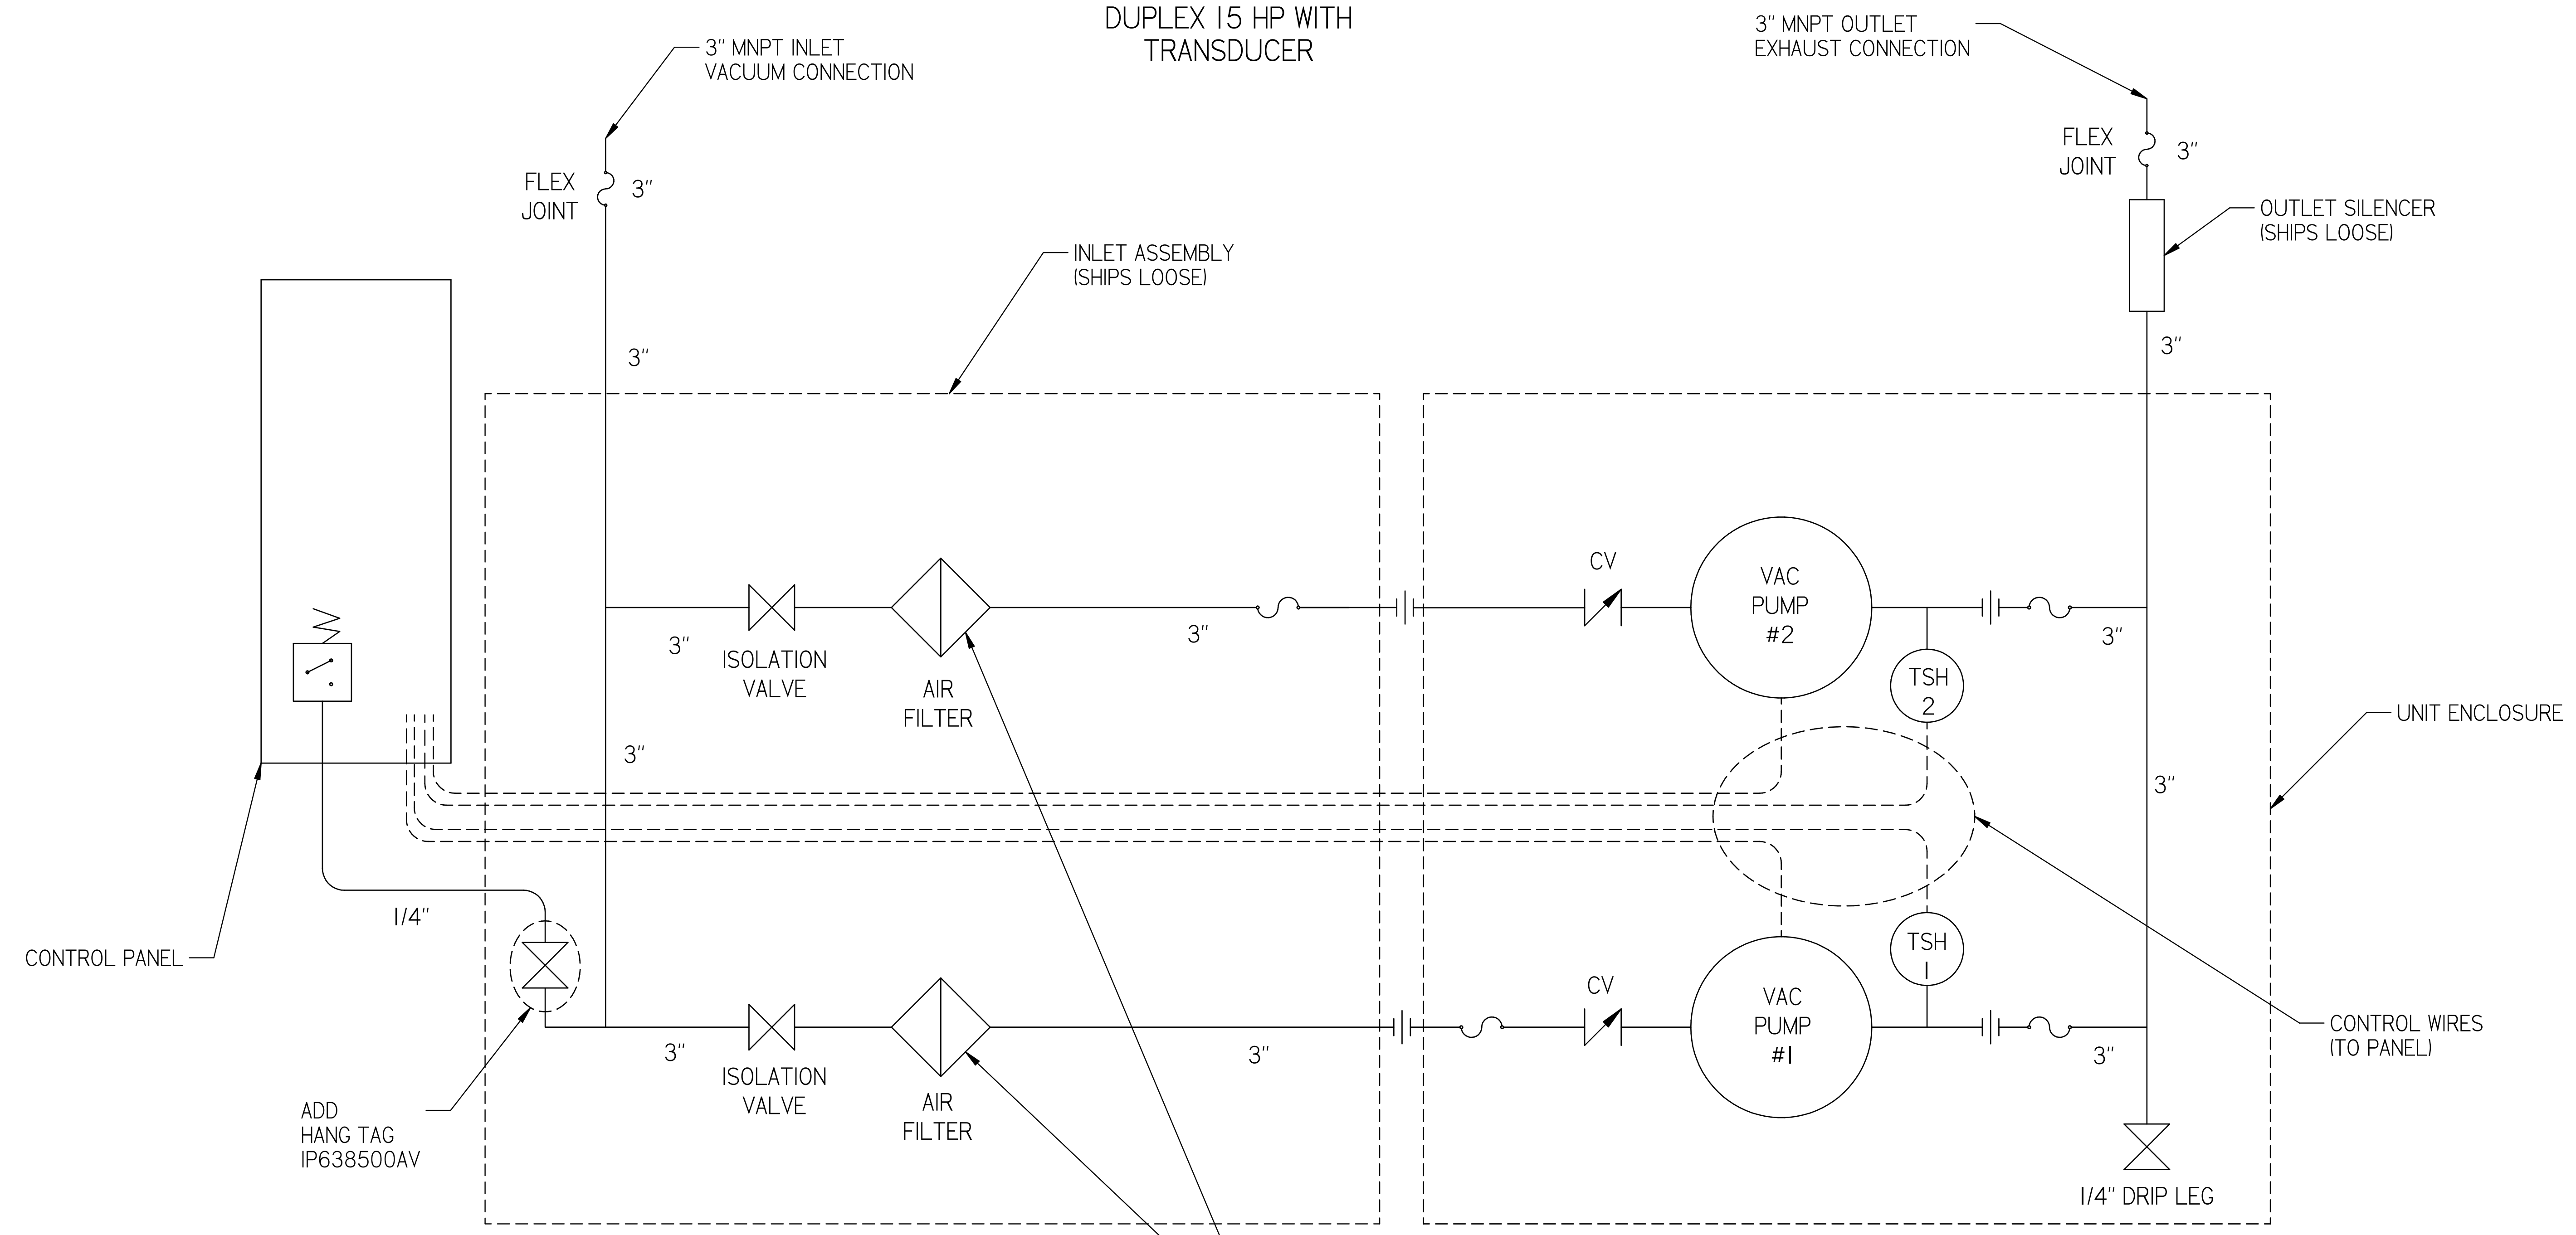 DUPLEX 15 HP WITH
TRANSDUCER
3" MNPT INLET
VACUUM CONNECTION
3" MNPT OUTLET
EXHAUST CONNECTION
FLEX
JOINT
3"
FLEX
JOINT
3"
OUTLET SILENCER
(SHIPS LOOSE)
INLET ASSEMBLY
(SHIPS LOOSE)
3"
3"
CV
VAC
PUMP
#2
3"
ISOLATION
VALVE
AIR
FILTER
3"
TSH
2
3"
UNIT ENCLOSURE
3"
3"
1/4"
CONTROL PANEL
CV
VAC
PUMP
#1
TSH
1
3"
ISOLATION
VALVE
AIR
FILTER
3"
3"
CONTROL WIRES
(TO PANEL)
ADD
HANG TAG
IP638500AV
1/4" DRIP LEG